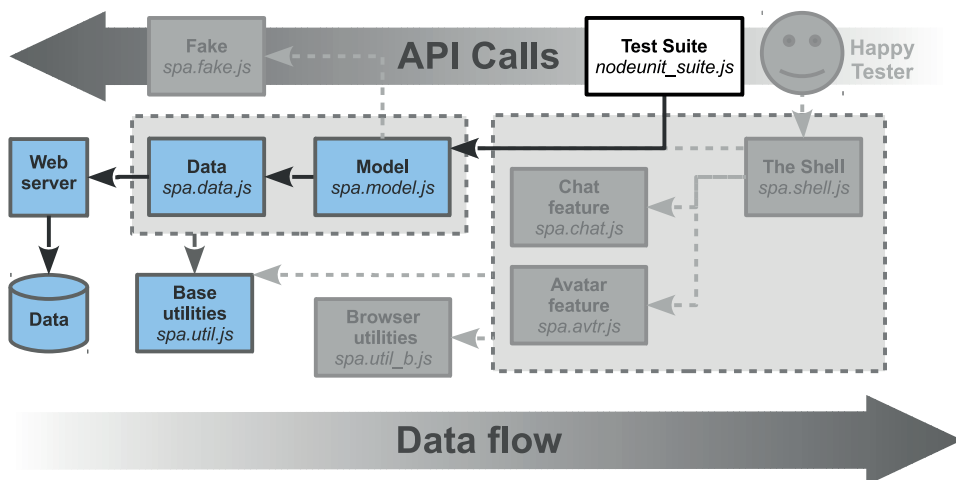 API Calls
Fake
spa.fake.js
Test Suite
nodeunit_suite.js
Happy
Tester
Web
server
Data
spa.data.js
Model
spa.model.js
The Shell
spa.shell.js
Chat
feature
spa.chat.js
Data
Base
utilities
spa.util.js
Browser
utilities
spa.util_b.js
Avatar
feature
spa.avtr.js
Data flow